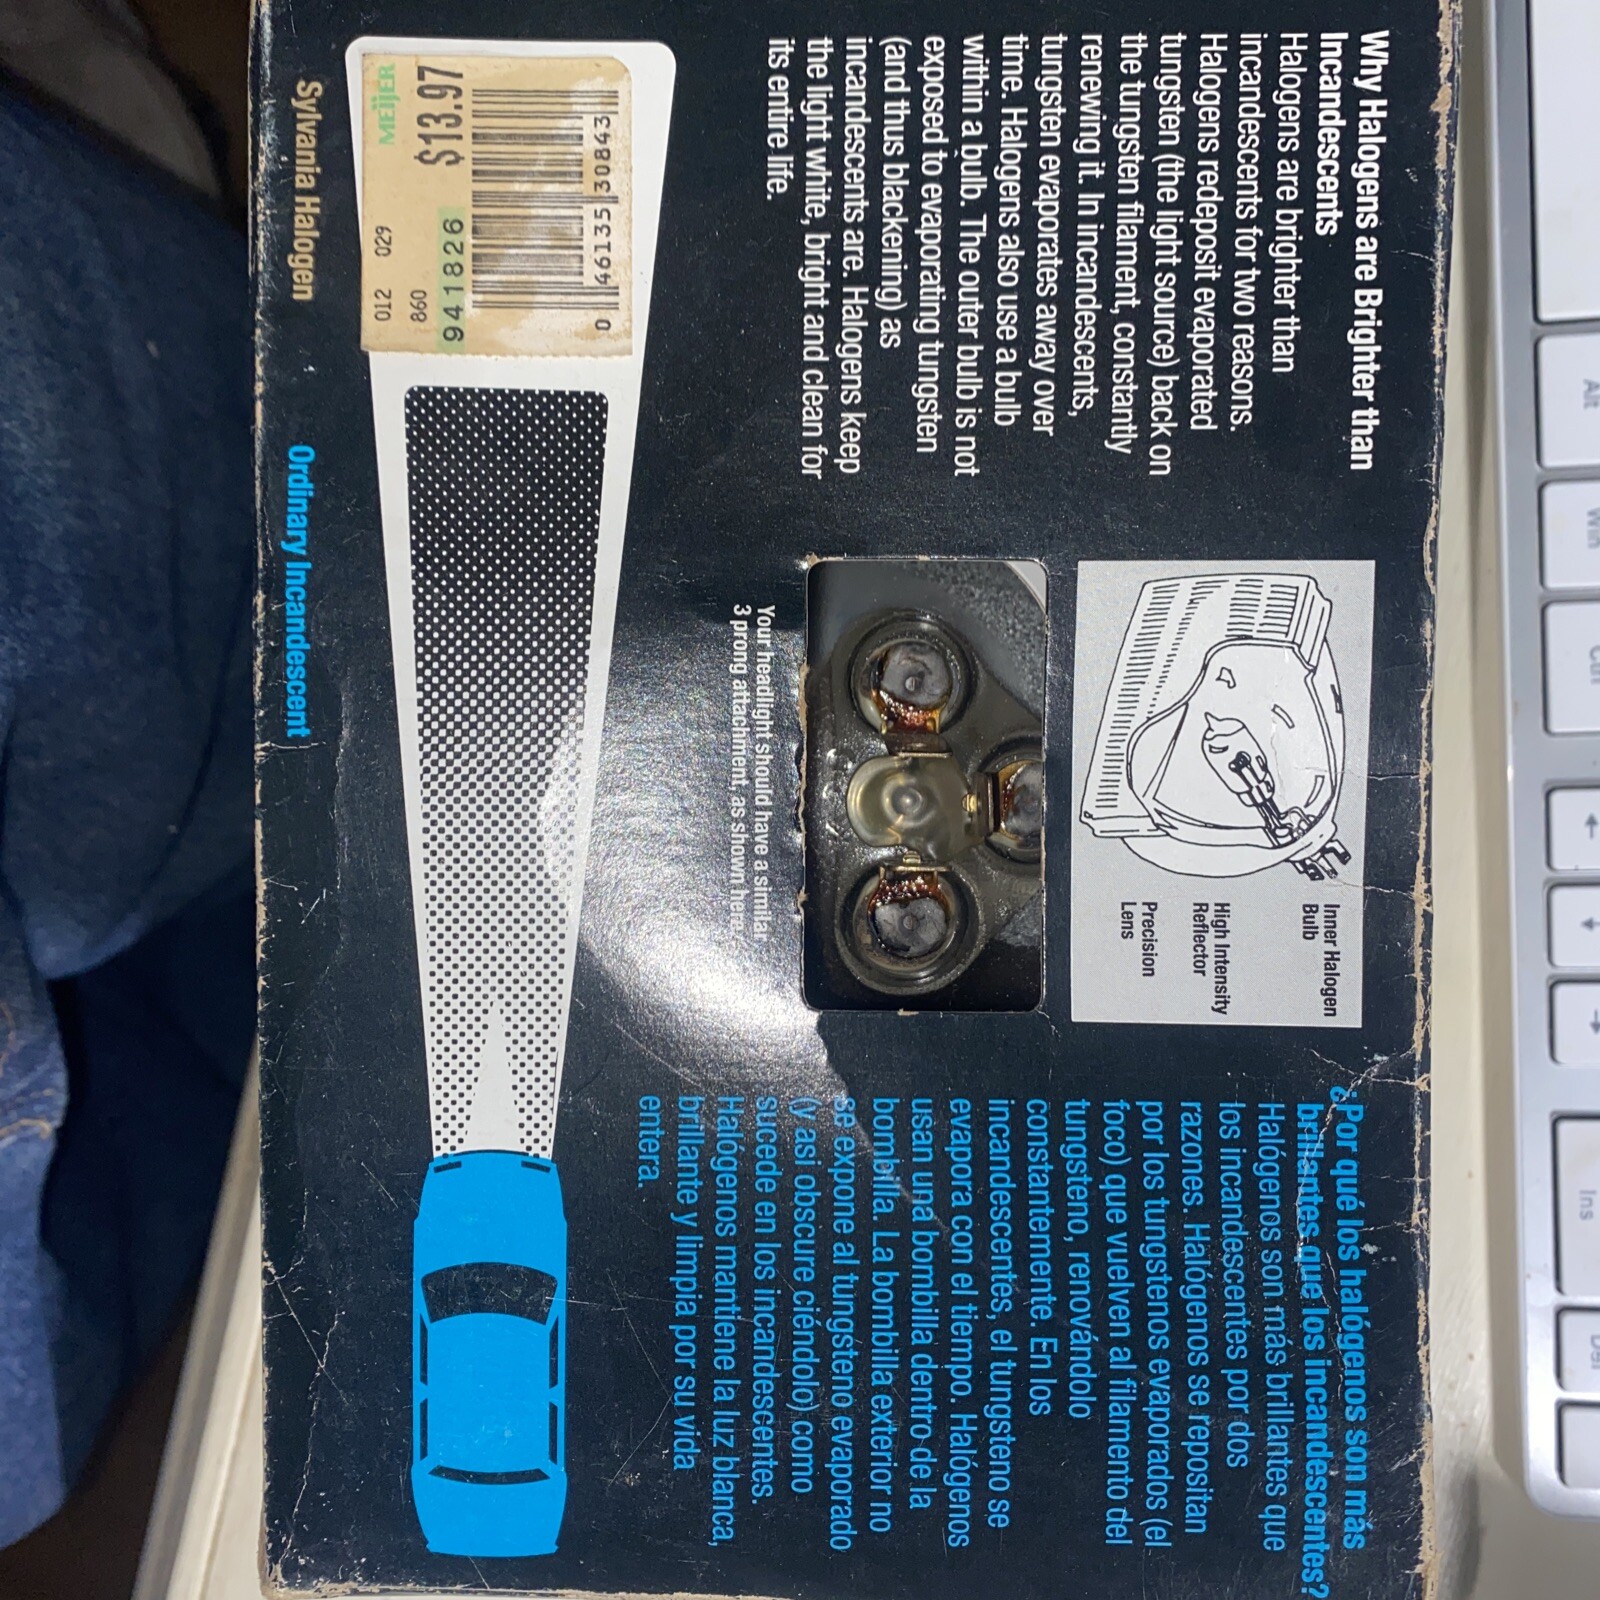 Why Halogens are Brighter than
Incandescents
Halogens are brighter than
incandescents for two reasons.
Halogens redeposit evaporated
tungsten (the light source) back on
the tungsten filament, constantly
renewing it. In incandescents,
tungsten evaporates away over
time. Halogens also use a bulb
within a bulb. The outer bulb is not
exposed to evaporating tungsten
(and thus blackening) as
incandescents are. Halogens keep
the light white, bright and clean for
its entire life.
Inner Halogen
Bulb
High Intensity
Reflector
Precision
Lens
Your headlight should have a similar
3 prong attachment, as shown here.
¿Por qué los halógenos son más
brillantes que los incandescentes?
Halógenos son más brillantes que
los incandescentes por dos
razones. Halógenos se repositan
por los tungstenos evaporados (el
foco) que vuelven al filamento del
tungsteno, renovándolo
constantemente. En los
incandescentes, el tungsteno se
evapora con el tiempo. Halógenos
usan una bombilla dentro de la
bombilla. La bombilla exterior no
se expone al tungsteno evaporado
(y asi obscure ciéndolo) como
sucede en los incandescentes.
Halógenos mantiene la luz blanca,
brillante y limpia por su vida
entera.
0 46135 30843
941826
$13.97
860
MEIJER
012 029
Sylvania Halogen
Ordinary Incandescent
Alt
Win
Ctrl
←
↓
→
Ins
Del